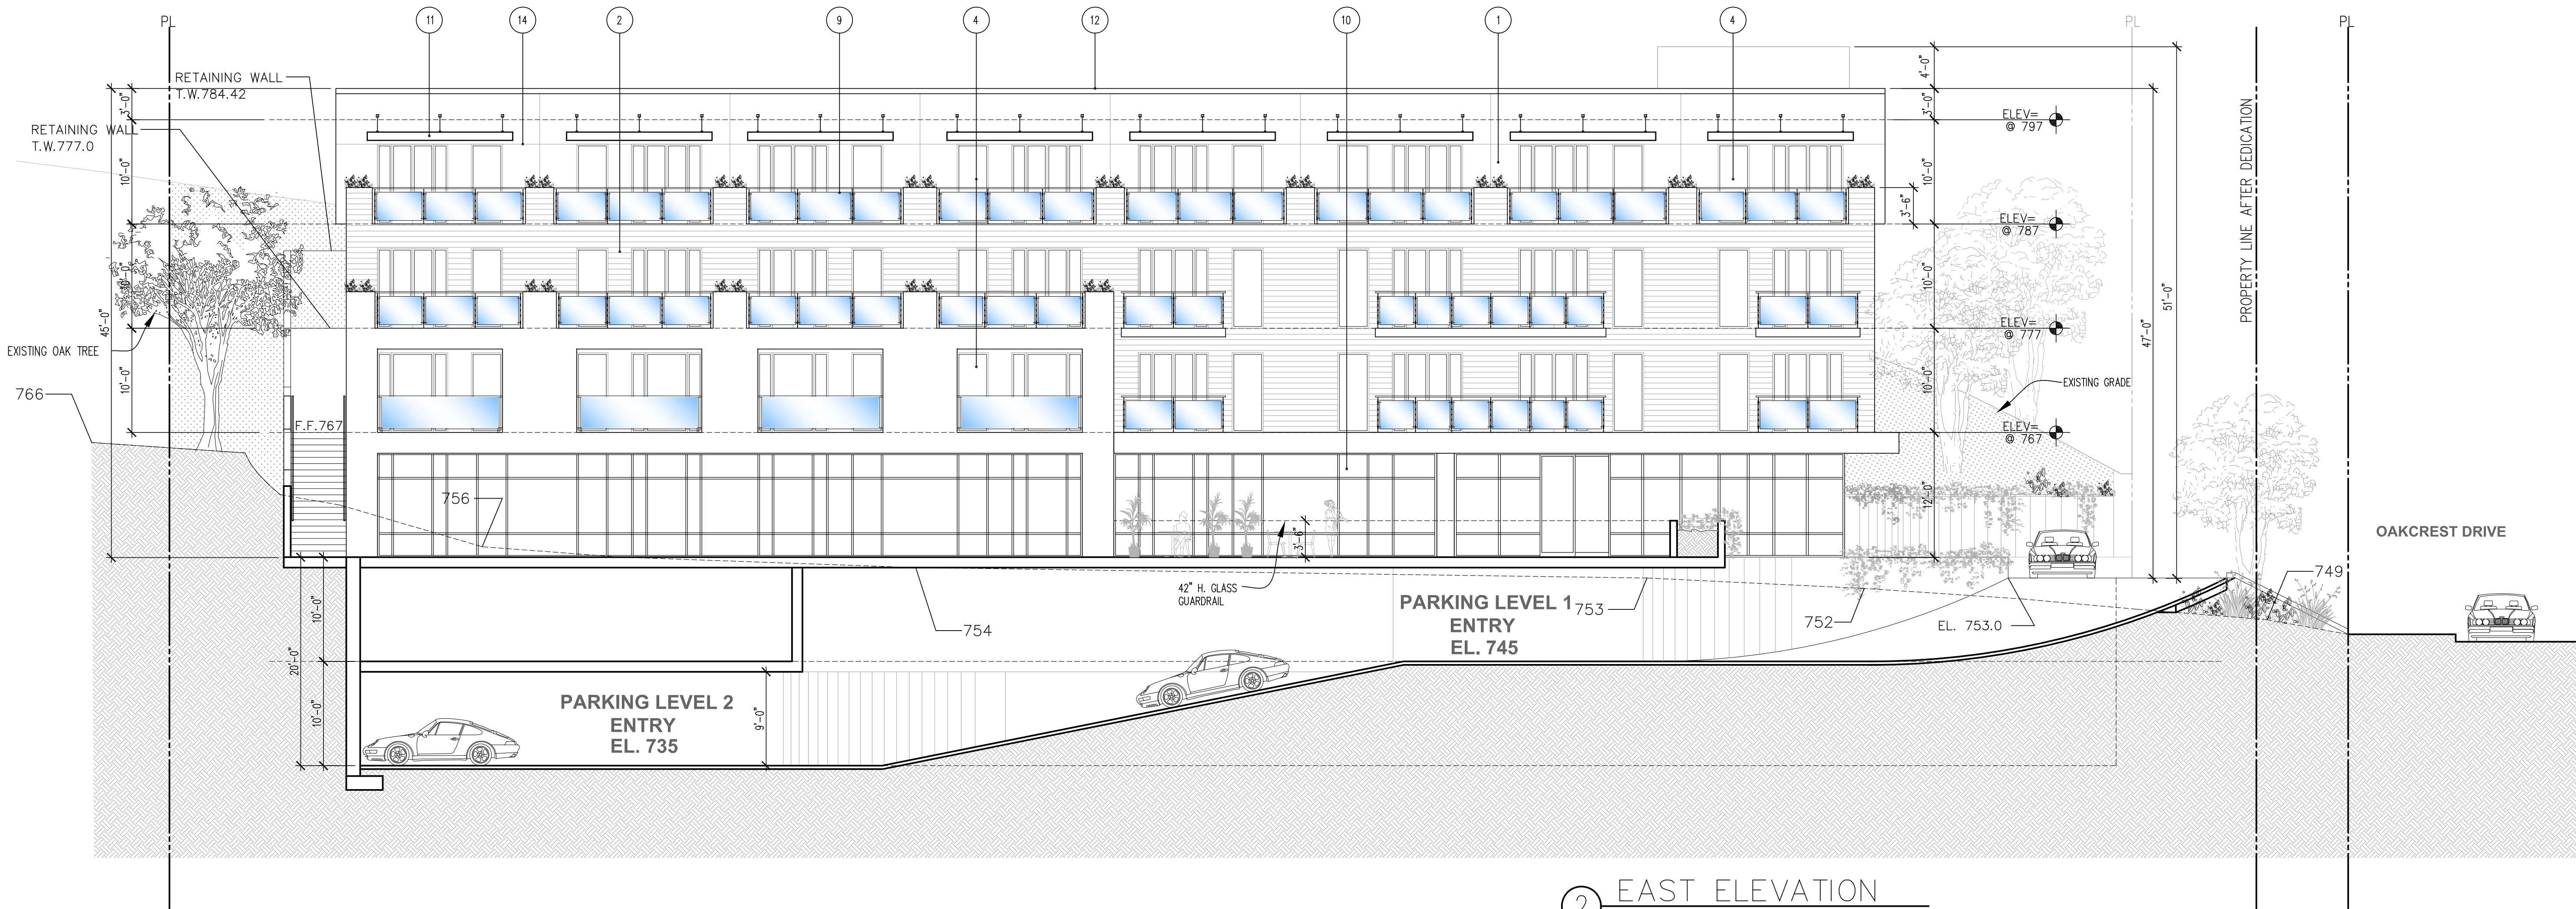 11
14
2
9
4
12
10
1
4
PL
PL
PL
RETAINING WALL
T.W.784.42
RETAINING WALL
T.W.777.0
3'-0"
10'-0"
10'-0"
10'-0"
45'-0"
EXISTING OAK TREE
766
F.F.767
756
4'-0"
3'-0"
10'-0"
3'-6"
10'-0"
10'-0"
12'-0"
ELEV=
@ 797
ELEV=
@ 787
ELEV=
@ 777
ELEV=
@ 767
47'-0"
51'-0"
PROPERTY LINE AFTER DEDICATION
EXISTING GRADE
OAKCREST DRIVE
3'-6"
42" H. GLASS
GUARDRAIL
754
PARKING LEVEL 1
ENTRY
EL. 745
753
752
EL. 753.0
749
10'-0"
20'-0"
10'-0"
PARKING LEVEL 2
ENTRY
EL. 735
9'-0"
2
EAST ELEVATION